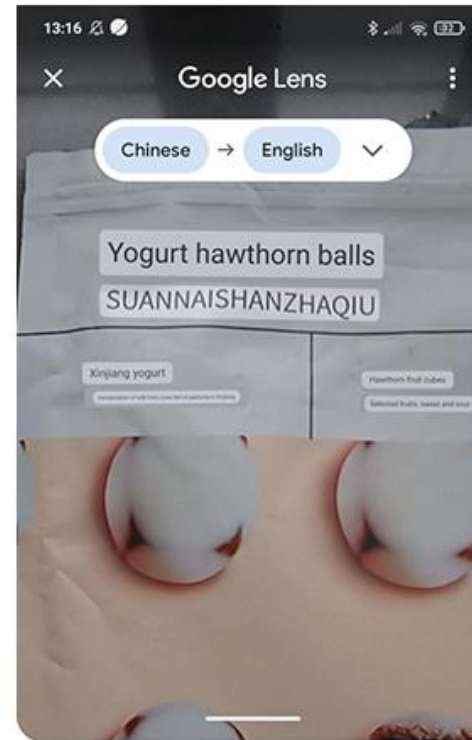 13:16
32
Google Lens
Chinese → English
Yogurt hawthorn balls
SUANNAISHANZHAQIU
Xinjiang yogurt
Hawthorn fruit cubes
Selected fruits, sweet and sour